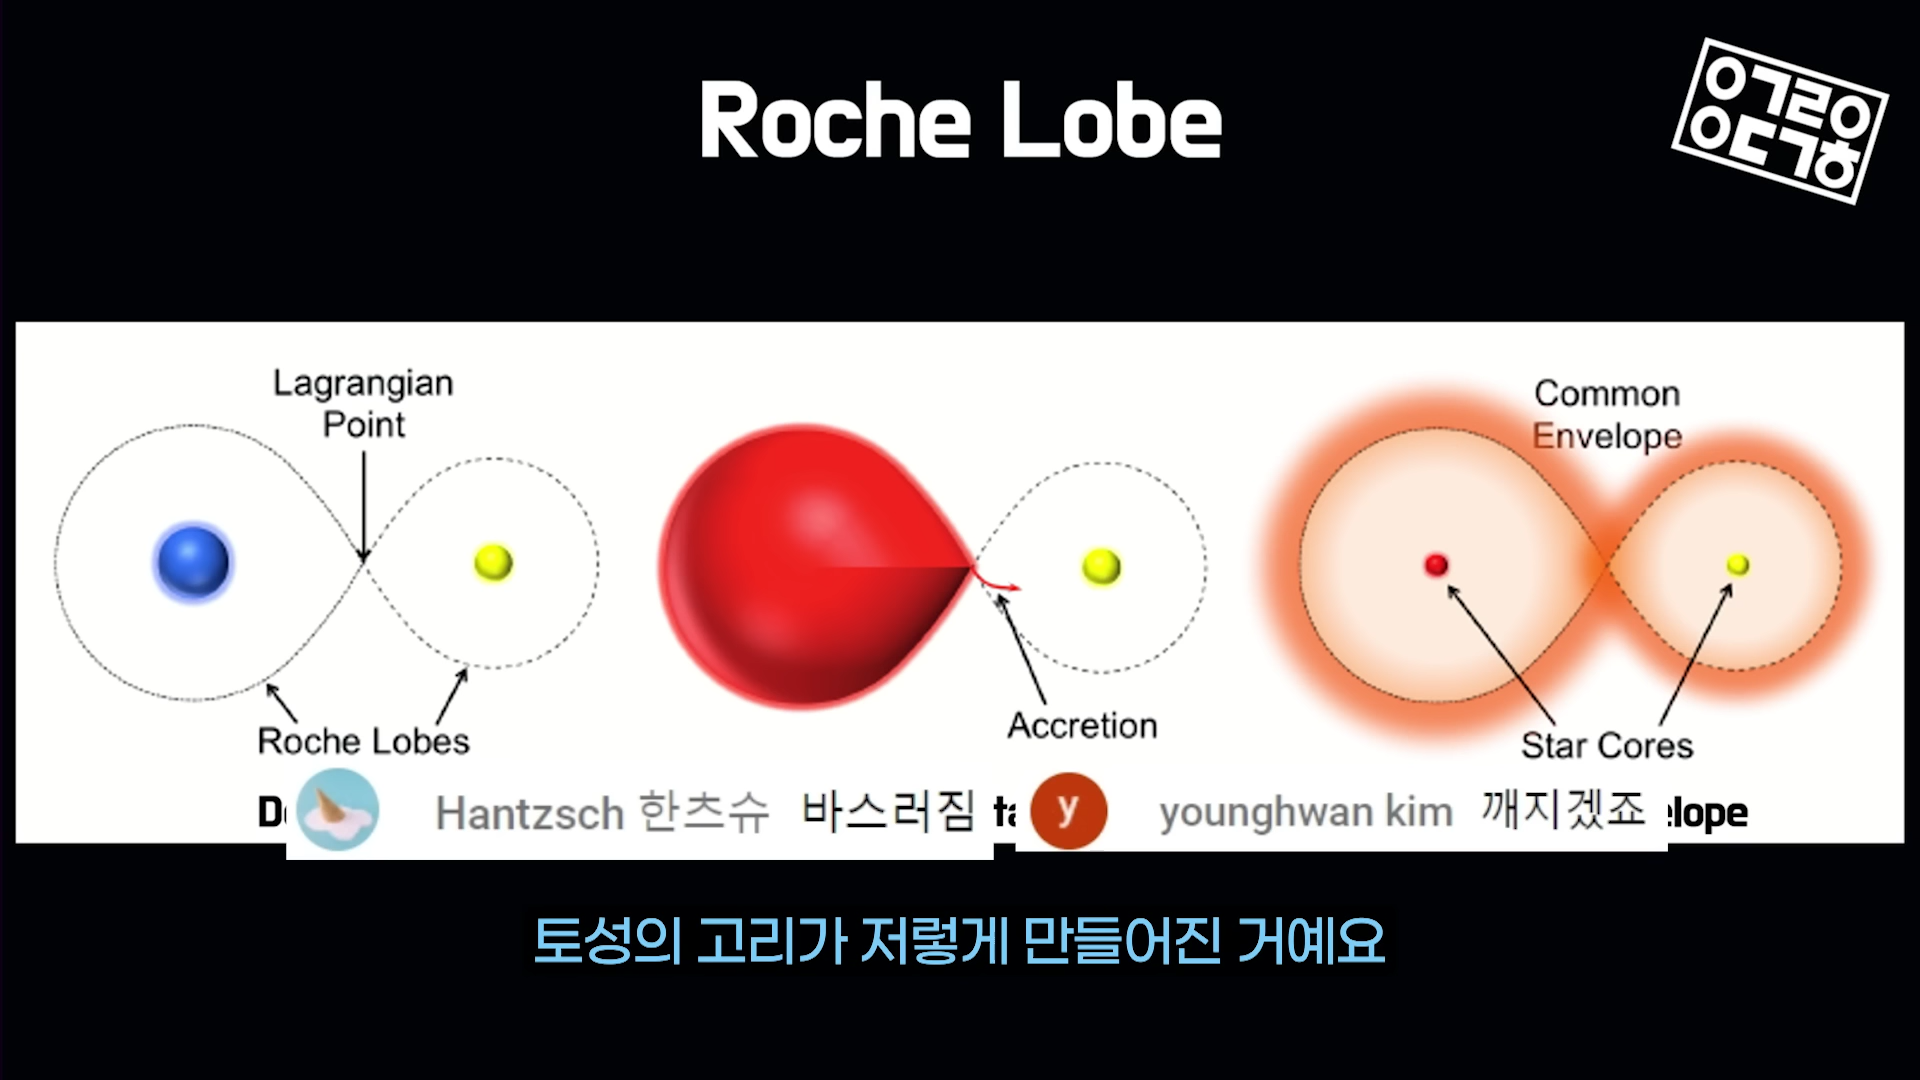 Roche Lobe
Lagrangian
Point
Roche Lobes
Accretion
Common
Envelope
Star Cores
Hantzsch 한츠슈 바스러짐
y younghwan kim 깨지겠죠
토성의 고리가 저렇게 만들어진 거예요